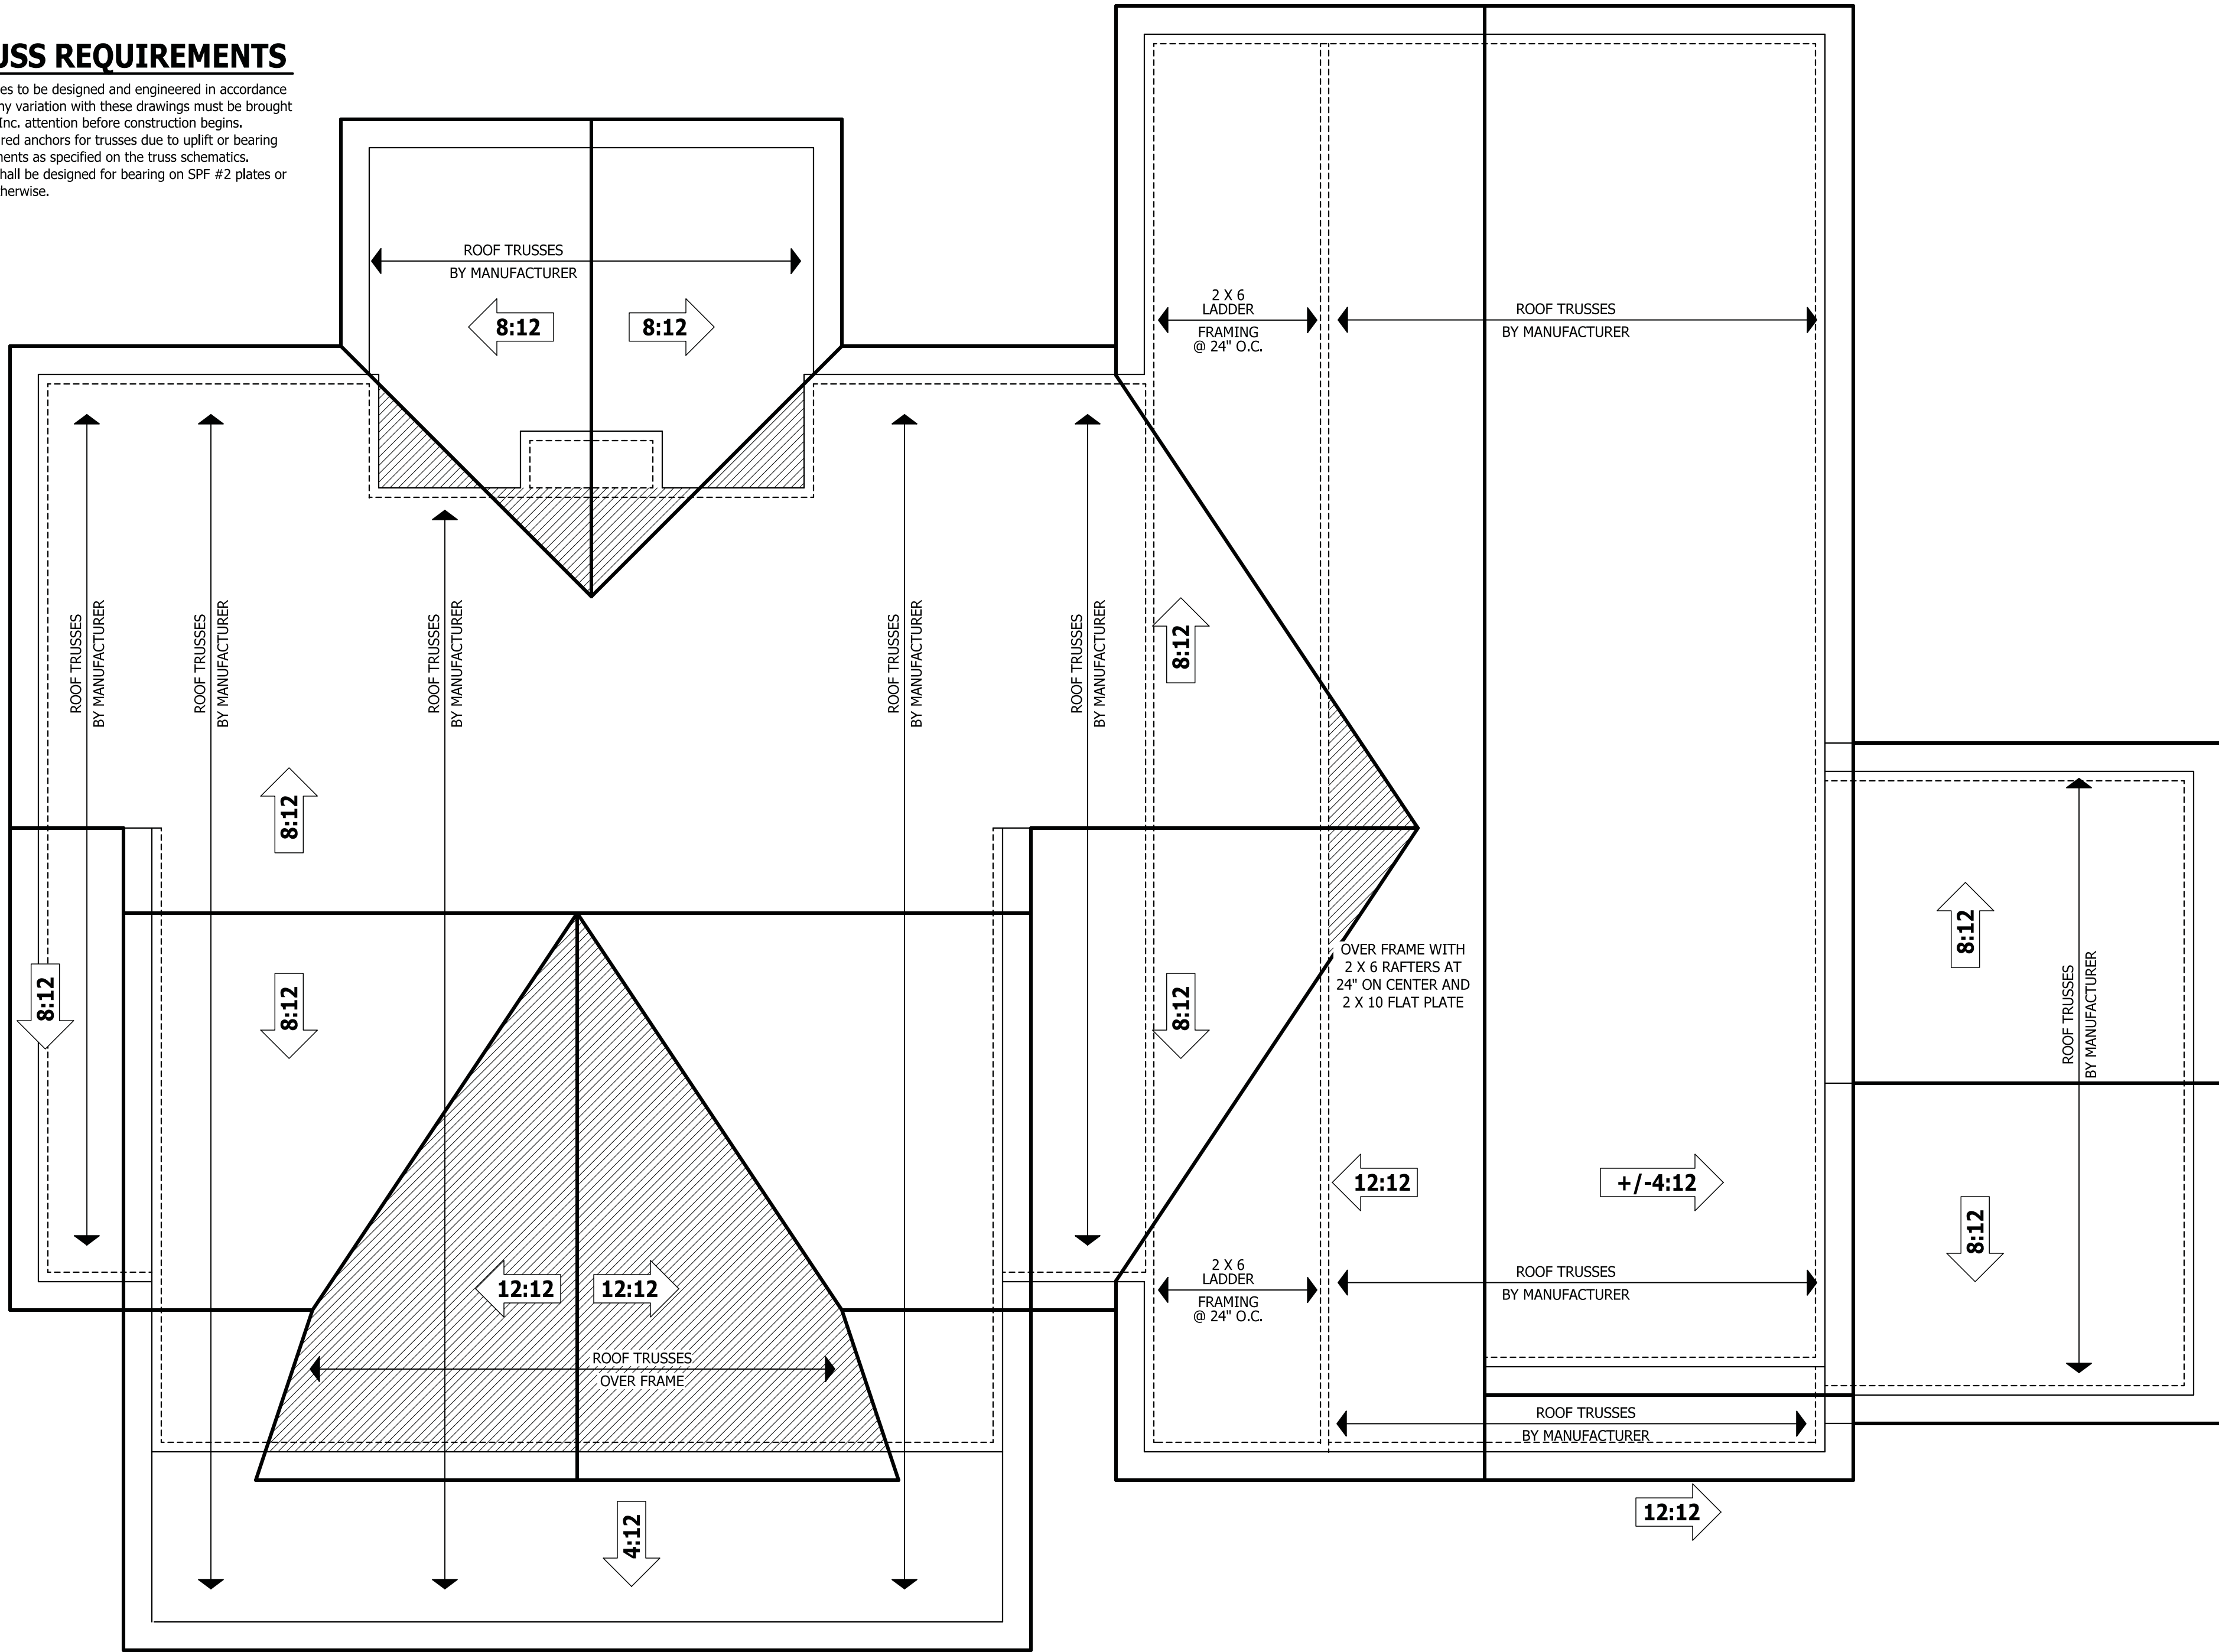 USS REQUIREMENTS
es to be designed and engineered in accordance
ny variation with these drawings must be brought
Inc. attention before construction begins.
red anchors for trusses due to uplift or bearing
nents as specified on the truss schematics.
hall be designed for bearing on SPF #2 plates or
herwise.
ROOF TRUSSES
BY MANUFACTURER
8:12
8:12
2 X 6
LADDER
FRAMING
@ 24" O.C.
ROOF TRUSSES
BY MANUFACTURER
ROOF TRUSSES
BY MANUFACTURER
ROOF TRUSSES
BY MANUFACTURER
ROOF TRUSSES
BY MANUFACTURER
ROOF TRUSSES
BY MANUFACTURER
ROOF TRUSSES
BY MANUFACTURER
8:12
8:12
8:12
8:12
8:12
OVER FRAME WITH
2 X 6 RAFTERS AT
24" ON CENTER AND
2 X 10 FLAT PLATE
8:12
ROOF TRUSSES
BY MANUFACTURER
12:12
+/-4:12
8:12
12:12
12:12
2 X 6
LADDER
FRAMING
@ 24" O.C.
ROOF TRUSSES
BY MANUFACTURER
ROOF TRUSSES
OVER FRAME
ROOF TRUSSES
BY MANUFACTURER
4:12
12:12